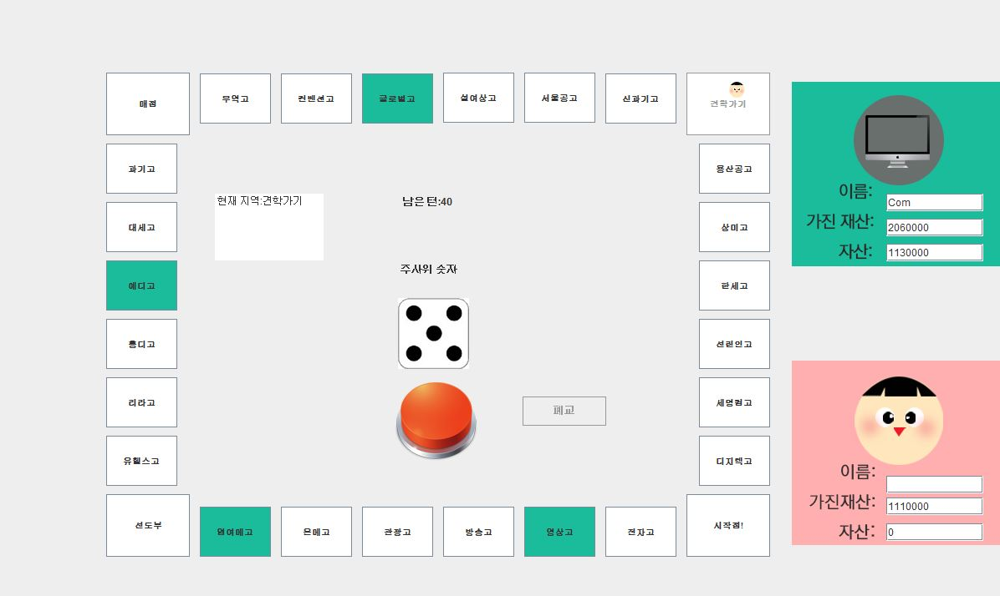 매점
무역고
컨벤션고
글로벌고
설여상고
서울공고
신과기고
견학가기
과기고
용산공고
이름:
Com
현재 지역:견학가기
남은 턴:40
대세고
상미고
가진 재산:
2060000
자산:
1130000
주사위 숫자
예디고
한세고
홍디고
선린인고
리라고
세명컴고
폐교
유헬스고
디지텍고
이름:
가진재산:
1110000
자산:
0
선도부
영여메고
은메고
관광고
방송고
영상고
전자고
시작점!